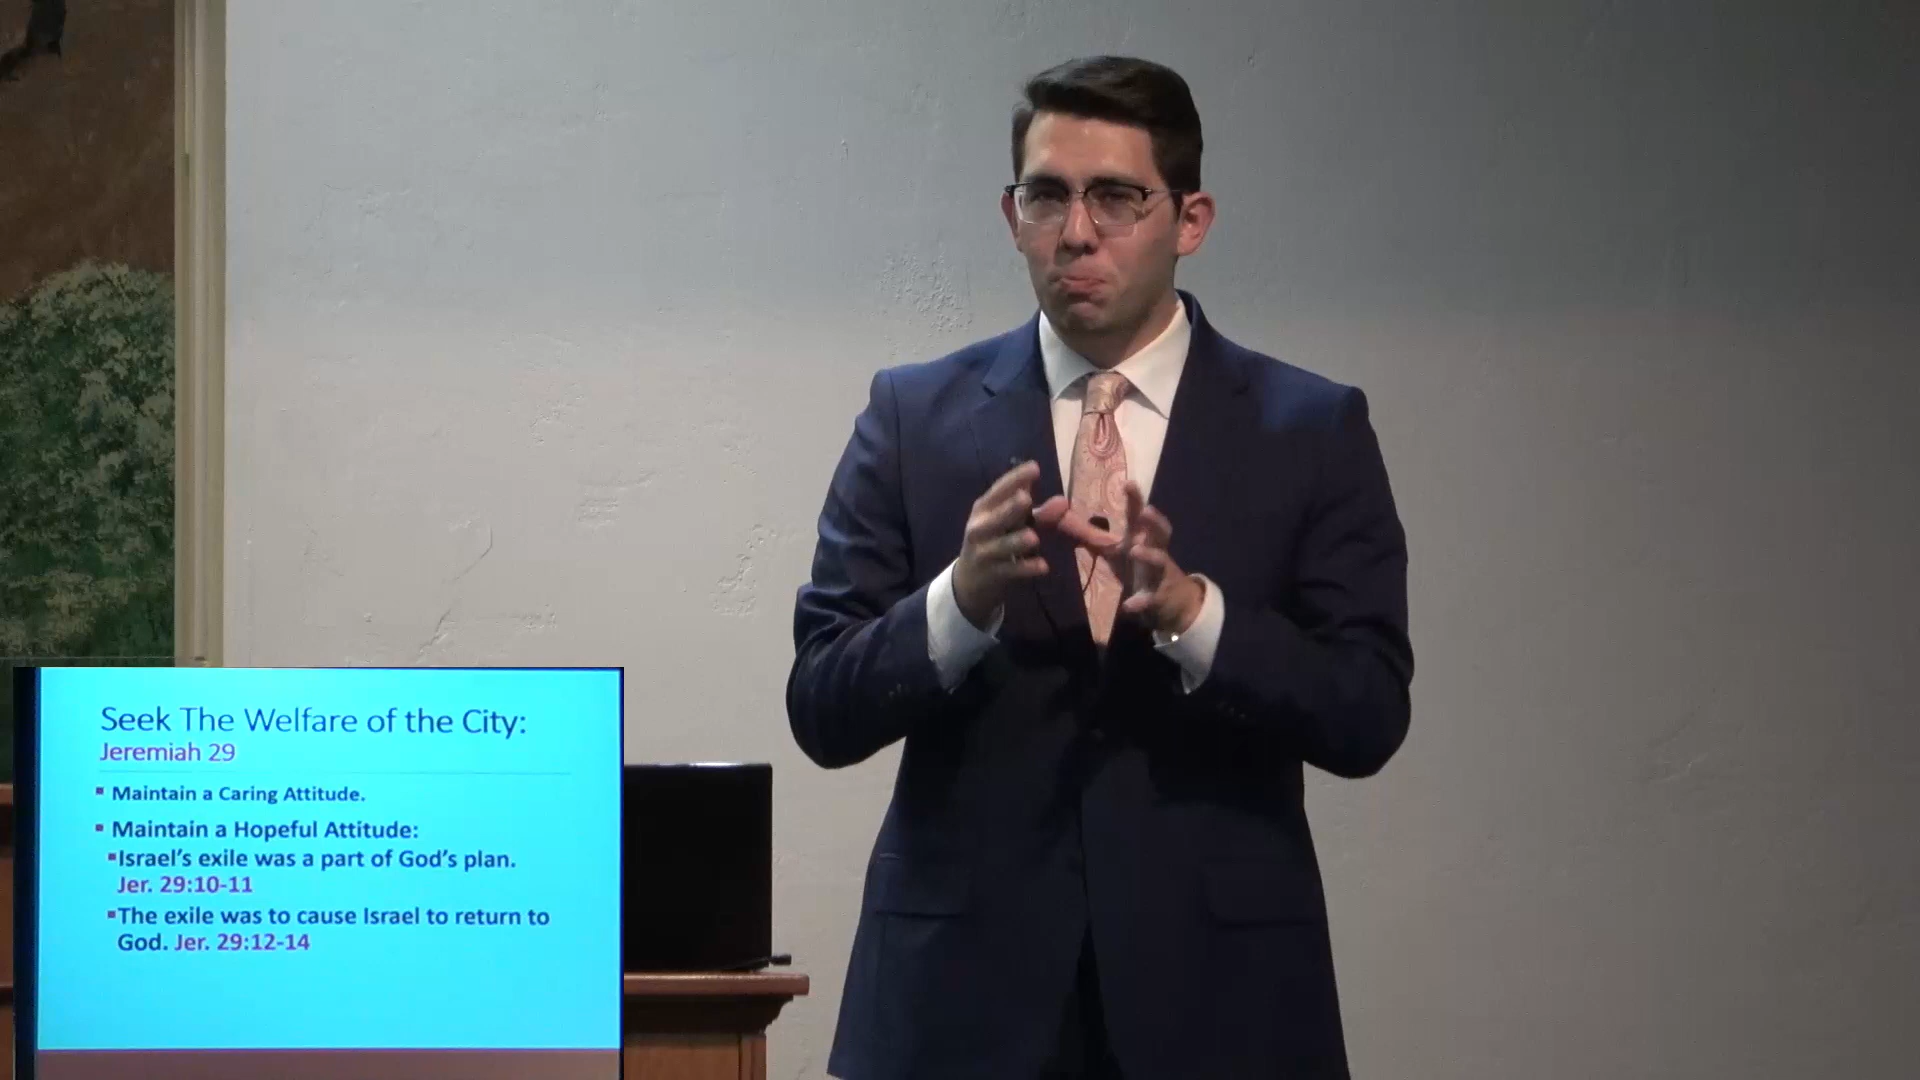 Seek The Welfare of the City:
Jeremiah 29
▪ Maintain a Caring Attitude.
▪ Maintain a Hopeful Attitude:
▪Israel's exile was a part of God's plan.
Jer. 29:10-11
▪The exile was to cause Israel to return to
God. Jer. 29:12-14